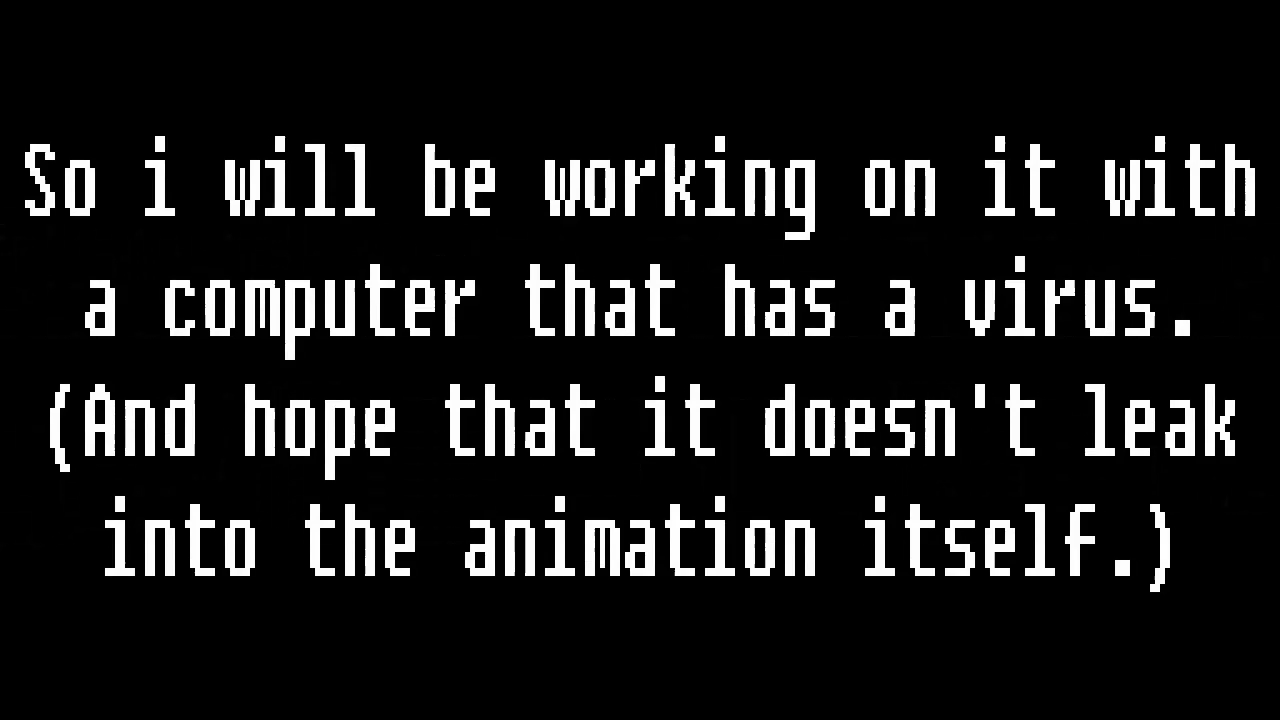 So i will be working on it with
a computer that has a virus.
(And hope that it doesn't leak
into the animation itself.)